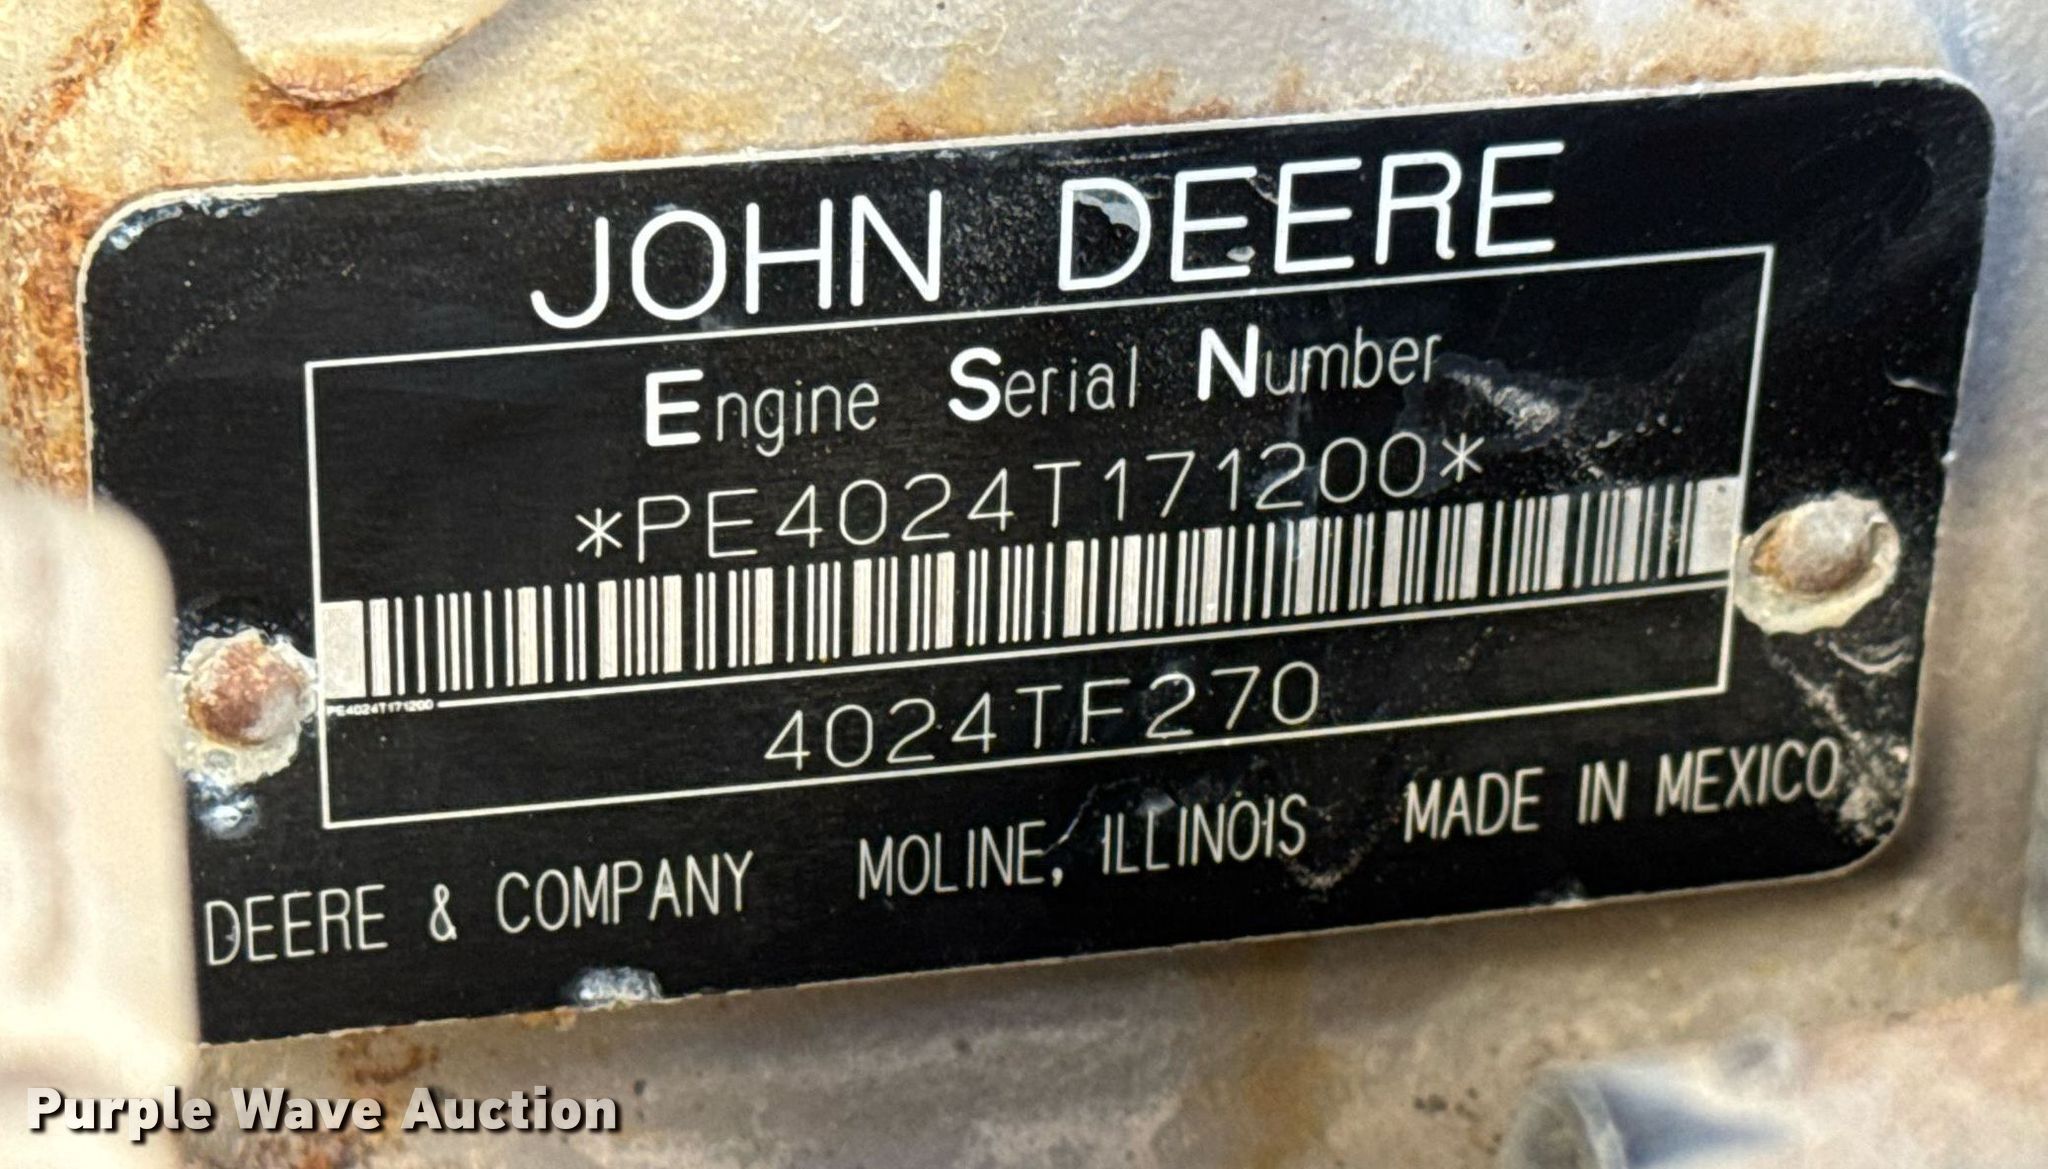 JOHN DEERE
Engine Serial Number
*PE4024T171200*
PE4024T171200
4024TF270
DEERE & COMPANY MOLINE, ILLINOIS MADE IN MEXICO
Purple Wave Auction